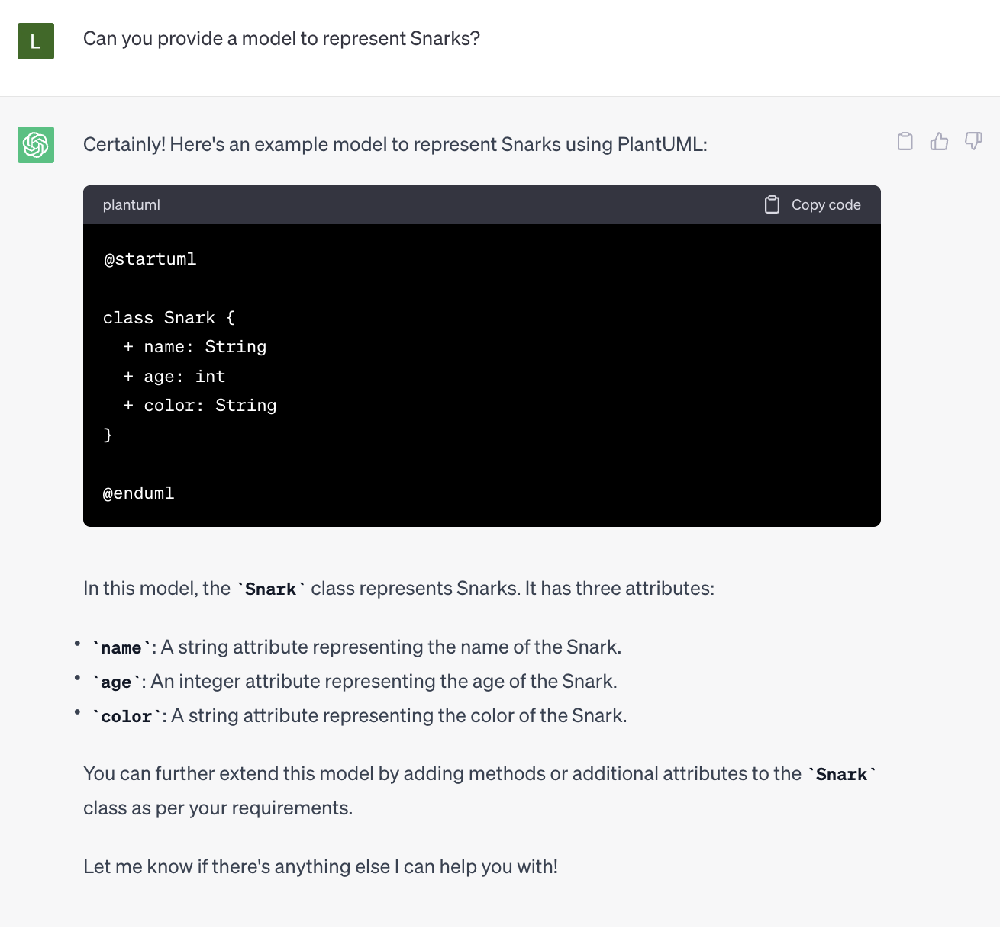 L
Can you provide a model to represent Snarks?
Certainly! Here's an example model to represent Snarks using PlantUML:
plantuml
Copy code
@startuml
class Snark {
  + name: String
  + age: int
  + color: String
}
@enduml
In this model, the `Snark` class represents Snarks. It has three attributes:
• `name`: A string attribute representing the name of the Snark.
• `age`: An integer attribute representing the age of the Snark.
• `color`: A string attribute representing the color of the Snark.
You can further extend this model by adding methods or additional attributes to the `Snark`
class as per your requirements.
Let me know if there's anything else I can help you with!